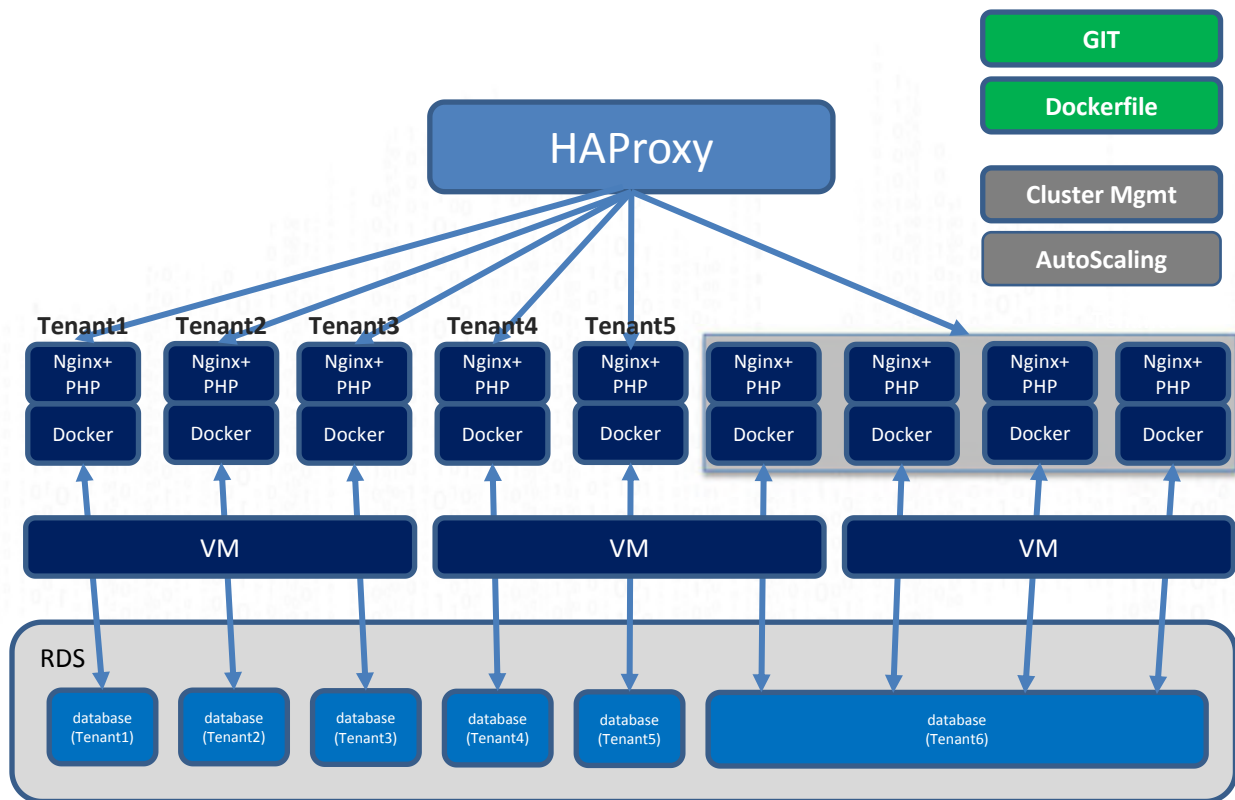 GIT
Dockerfile
HAProxy
Cluster Mgmt
AutoScaling
Tenant1 Tenant2 Tenant3 Tenant4 Tenant5
Nginx+ Nginx+ Nginx+ Nginx+ Nginx+ Nginx+ Nginx+ Nginx+ Nginx+
PHP PHP PHP PHP PHP PHP PHP PHP PHP
Docker Docker Docker Docker Docker Docker Docker Docker Docker
VM VM VM
RDS
database database database database database database
(Tenant1) (Tenant2) (Tenant3) (Tenant4) (Tenant5) (Tenant6)